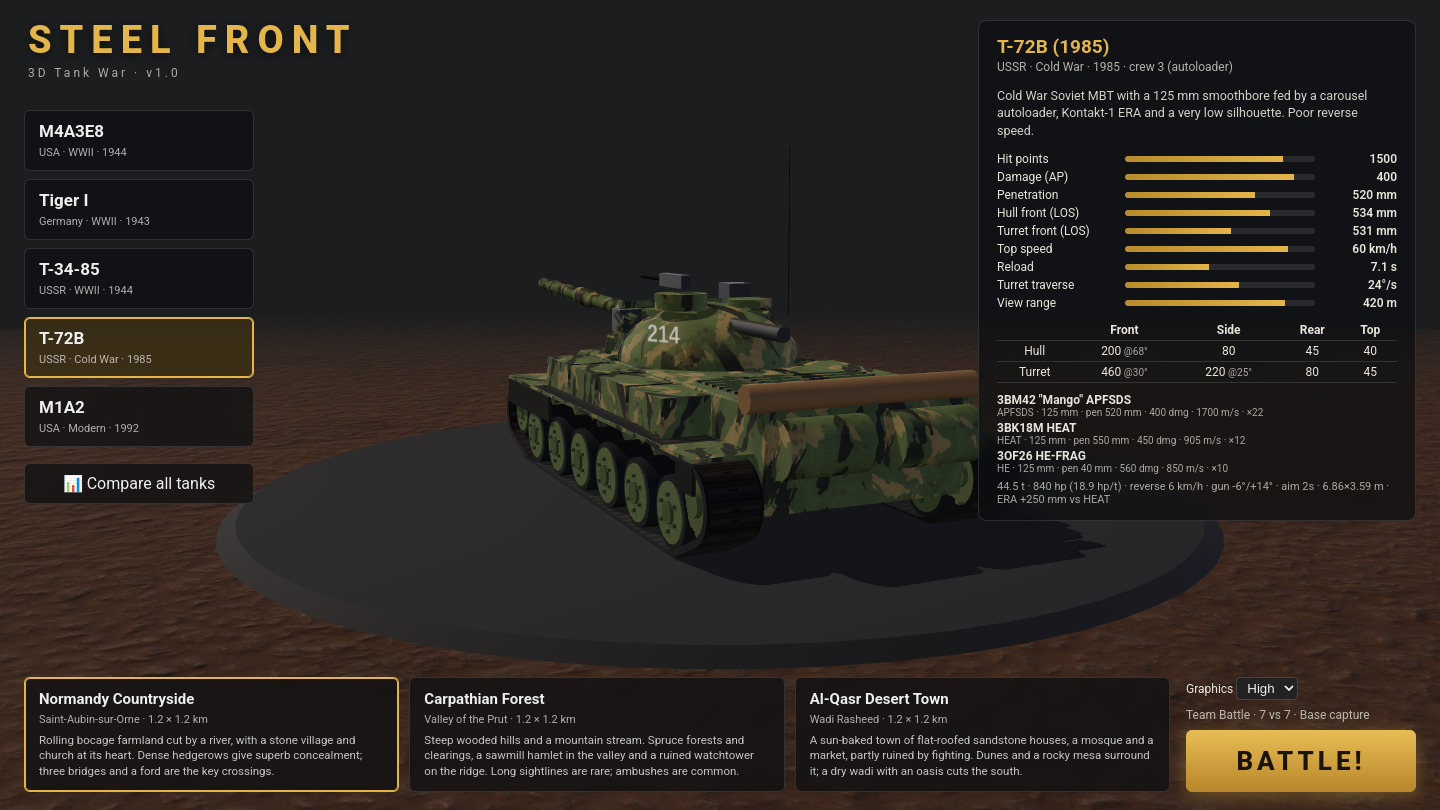 STEEL FRONT
3D Tank War · v1.0
M4A3E8
USA · WWII · 1944
Tiger I
Germany · WWII · 1943
T-34-85
USSR · WWII · 1944
T-72B
USSR · Cold War · 1985
M1A2
USA · Modern · 1992
📊 Compare all tanks
214
T-72B (1985)
USSR · Cold War · 1985 · crew 3 (autoloader)
Cold War Soviet MBT with a 125 mm smoothbore fed by a carousel
autoloader, Kontakt-1 ERA and a very low silhouette. Poor reverse
speed.
Hit points 1500
Damage (AP) 400
Penetration 520 mm
Hull front (LOS) 534 mm
Turret front (LOS) 531 mm
Top speed 60 km/h
Reload 7.1 s
Turret traverse 24°/s
View range 420 m
Front Side Rear Top
Hull 200 @68° 80 45 40
Turret 460 @30° 220 @25° 80 45
3BM42 "Mango" APFSDS
APFSDS · 125 mm · pen 520 mm · 400 dmg · 1700 m/s · ×22
3BK18M HEAT
HEAT · 125 mm · pen 550 mm · 450 dmg · 905 m/s · ×12
3OF26 HE-FRAG
HE · 125 mm · pen 40 mm · 560 dmg · 850 m/s · ×10
44.5 t · 840 hp (18.9 hp/t) · reverse 6 km/h · gun -6°/+14° · aim 2s · 6.86×3.59 m ·
ERA +250 mm vs HEAT
Normandy Countryside
Saint-Aubin-sur-Orne · 1.2 × 1.2 km
Rolling bocage farmland cut by a river, with a stone village and
church at its heart. Dense hedgerows give superb concealment;
three bridges and a ford are the key crossings.
Carpathian Forest
Valley of the Prut · 1.2 × 1.2 km
Steep wooded hills and a mountain stream. Spruce forests and
clearings, a sawmill hamlet in the valley and a ruined watchtower
on the ridge. Long sightlines are rare; ambushes are common.
Al-Qasr Desert Town
Wadi Rasheed · 1.2 × 1.2 km
A sun-baked town of flat-roofed sandstone houses, a mosque and a
market, partly ruined by fighting. Dunes and a rocky mesa surround
it; a dry wadi with an oasis cuts the south.
Graphics High
Team Battle · 7 vs 7 · Base capture
BATTLE!